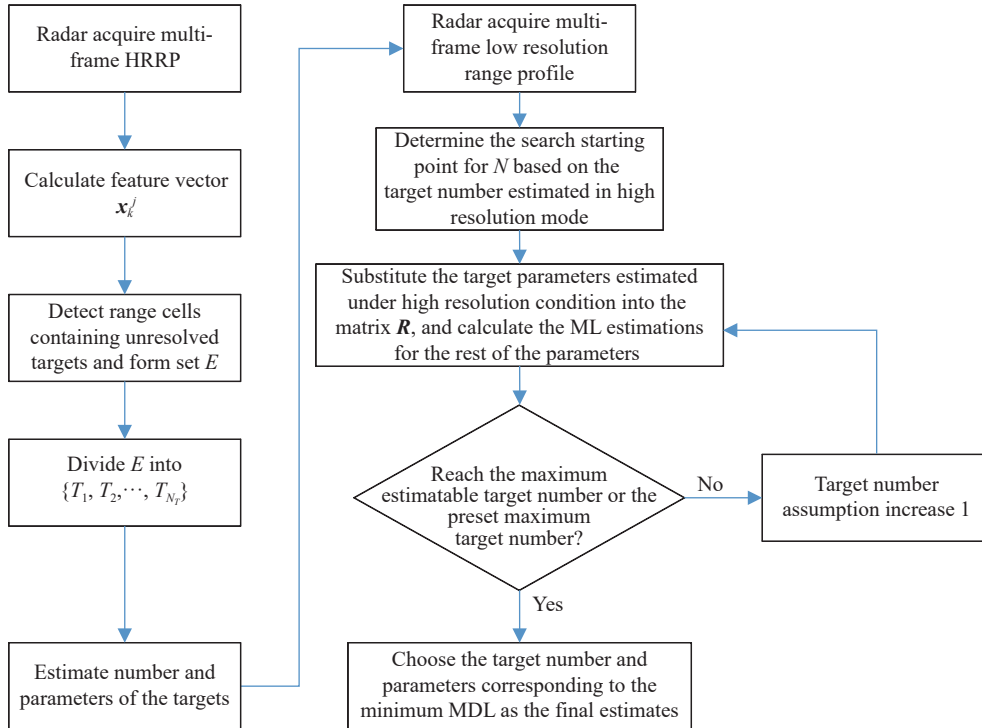 Radar acquire multi-
frame HRRP
Calculate feature vector
x_k^j
Detect range cells
containing unresolved
targets and form set E
Divide E into
{T_1, T_2,⋯, T_{N_T}}
Estimate number and
parameters of the targets
Radar acquire multi-
frame low resolution
range profile
Determine the search starting
point for N based on the
target number estimated in high
resolution mode
Substitute the target parameters estimated
under high resolution condition into the
matrix R, and calculate the ML estimations
for the rest of the parameters
Reach the maximum
estimatable target number or the
preset maximum
target number?
No
Target number
assumption increase 1
Yes
Choose the target number and
parameters corresponding to the
minimum MDL as the final estimates